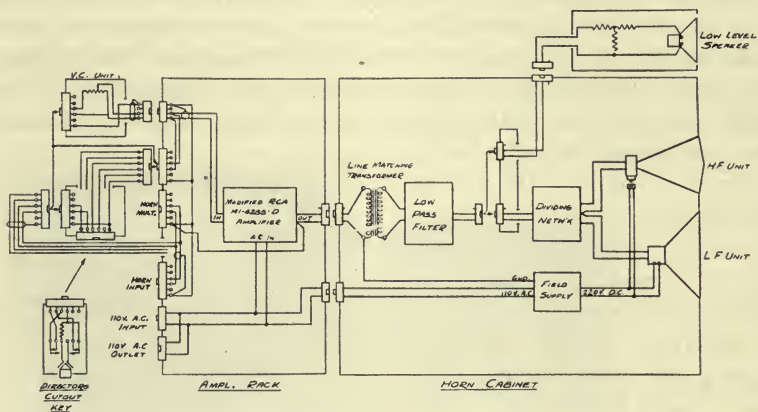 LOW LEVEL
SPEAKER
V.C. UNIT.
LINE MATCHING
TRANSFORMER
HORN
MULT.
IN
MODIFIED RCA
MI-4288-D
AMPLIFIER
OUT
A.C. IN
LOW
PASS
FILTER
DIVIDING
NETW'K
H.F UNIT
L F UNIT
HORN
INPUT
GND.
110V. A.C.
FIELD
SUPPLY
220V. D.C.
110V. A.C.
INPUT
110V A.C
OUTLET
DIRECTORS
CUTOUT
KEY
AMPL. RACK
HORN CABINET